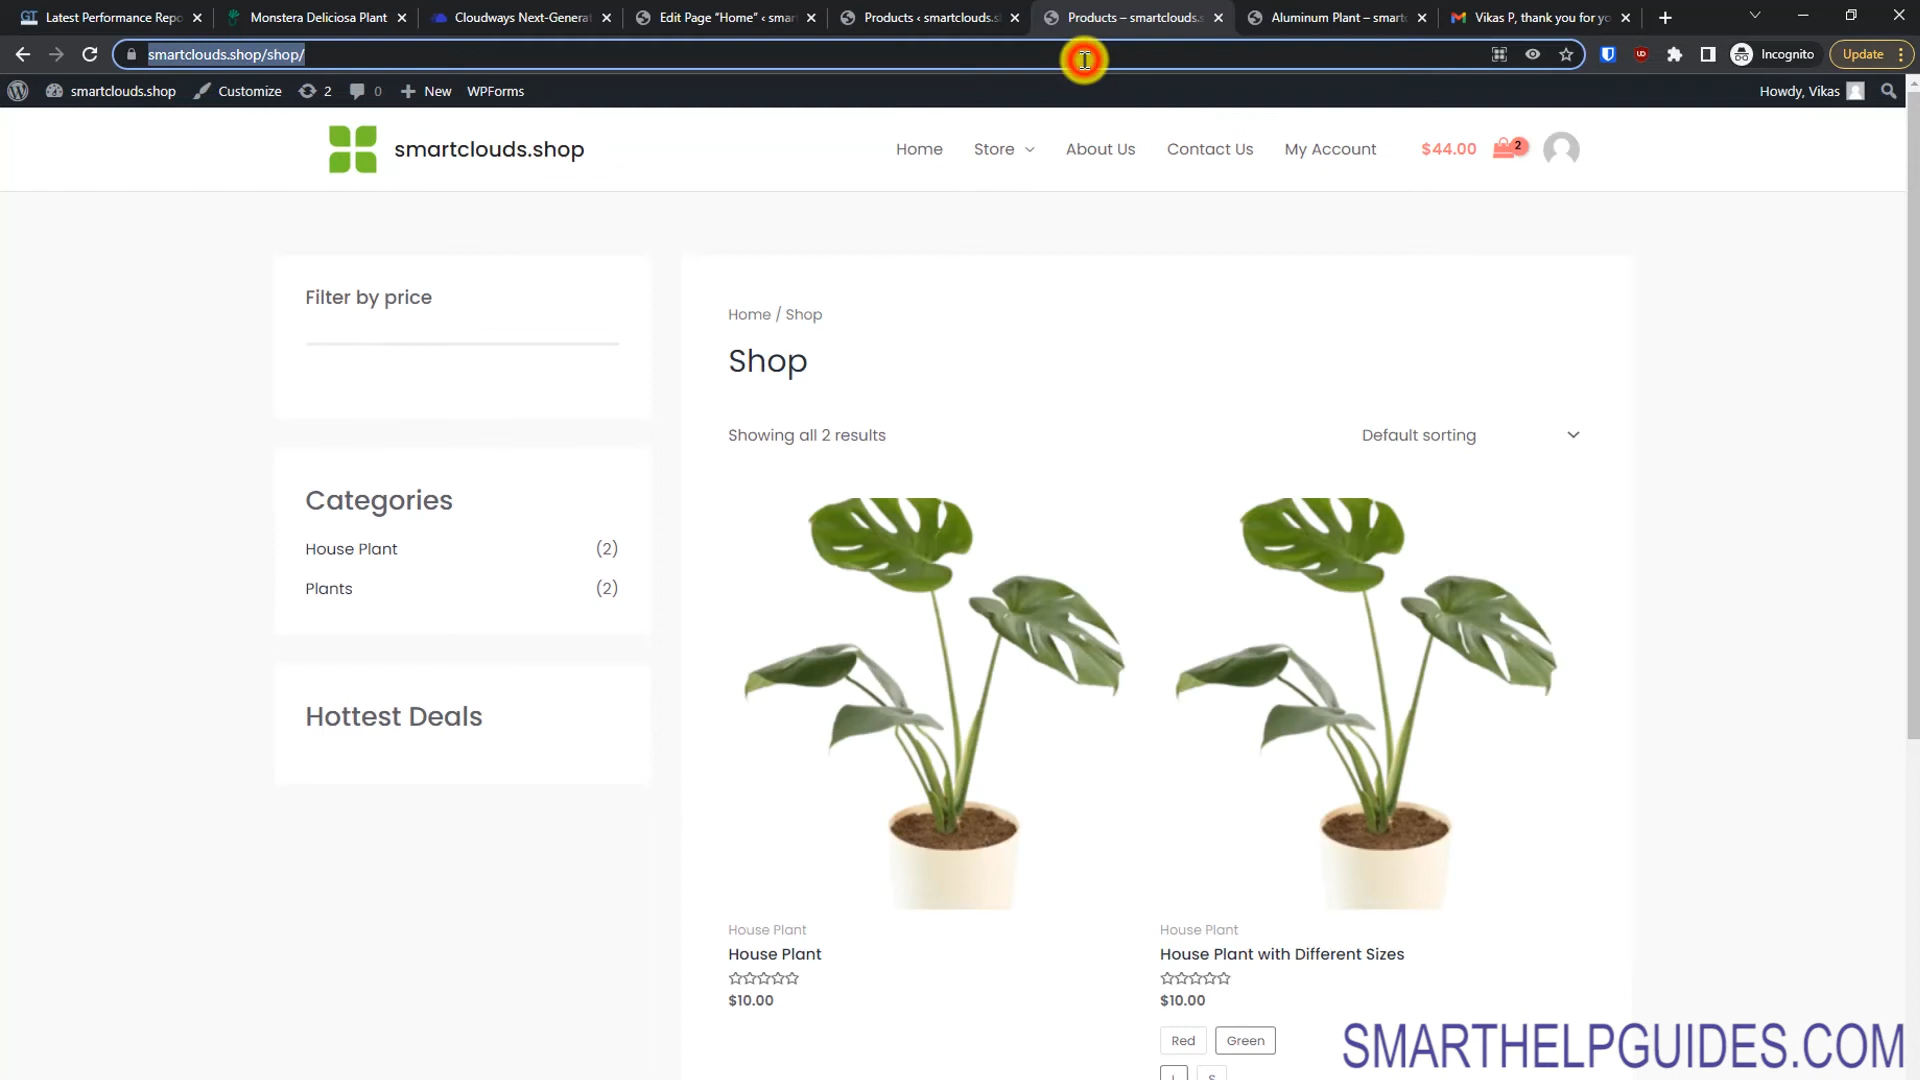 GT Latest Performance Repo
Monstera Deliciosa Plant
Cloudways Next-Generat
Edit Page "Home" ‹ smart
Products ‹ smartclouds.s
Products – smartclouds.s
Aluminum Plant – smart
Vikas P, thank you for yo
smartclouds.shop/shop/
Incognito
Update
smartclouds.shop
Customize
2
0
New
WPForms
Howdy, Vikas
smartclouds.shop
Home
Store
About Us
Contact Us
My Account
$44.00
2
Filter by price
Categories
House Plant (2)
Plants (2)
Hottest Deals
Home / Shop
Shop
Showing all 2 results
Default sorting
House Plant
House Plant
$10.00
House Plant
House Plant with Different Sizes
$10.00
Red
Green
SMARTHELPGUIDES.COM